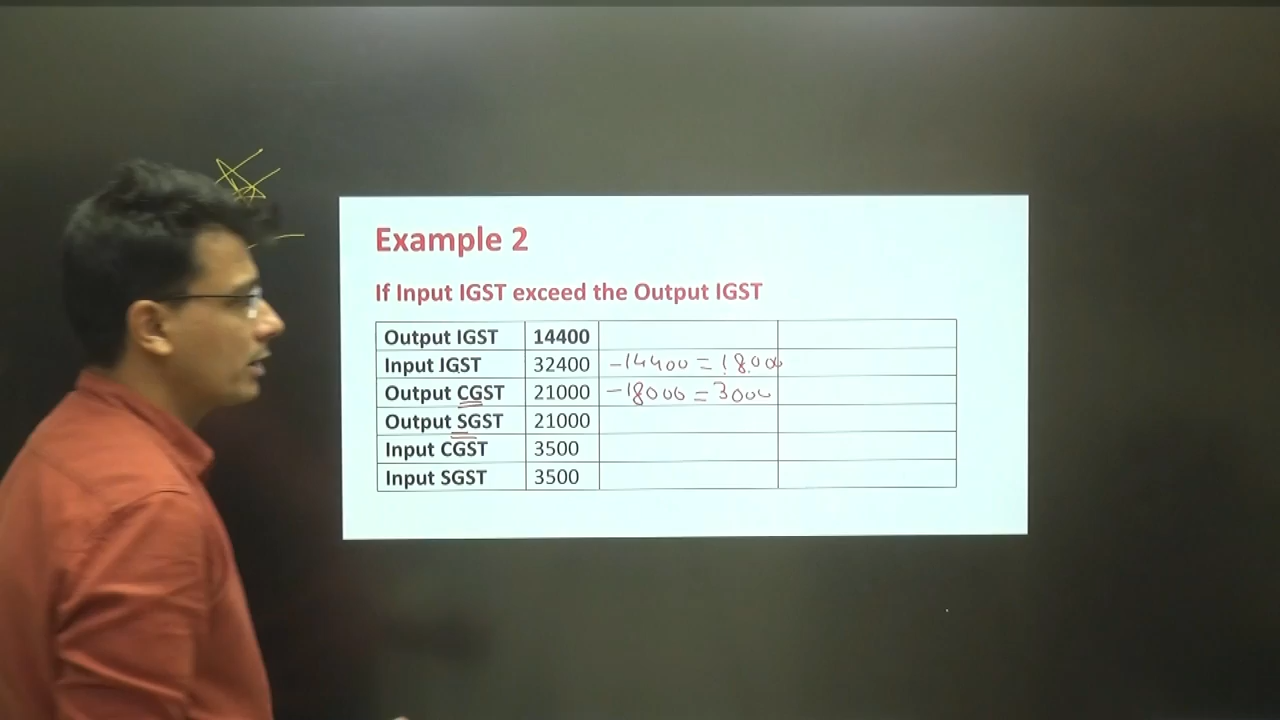 Example 2
If Input IGST exceed the Output IGST
Output IGST 14400
Input IGST 32400 -14400 = 18000
Output CGST 21000 -18000 = 3000
Output SGST 21000
Input CGST 3500
Input SGST 3500